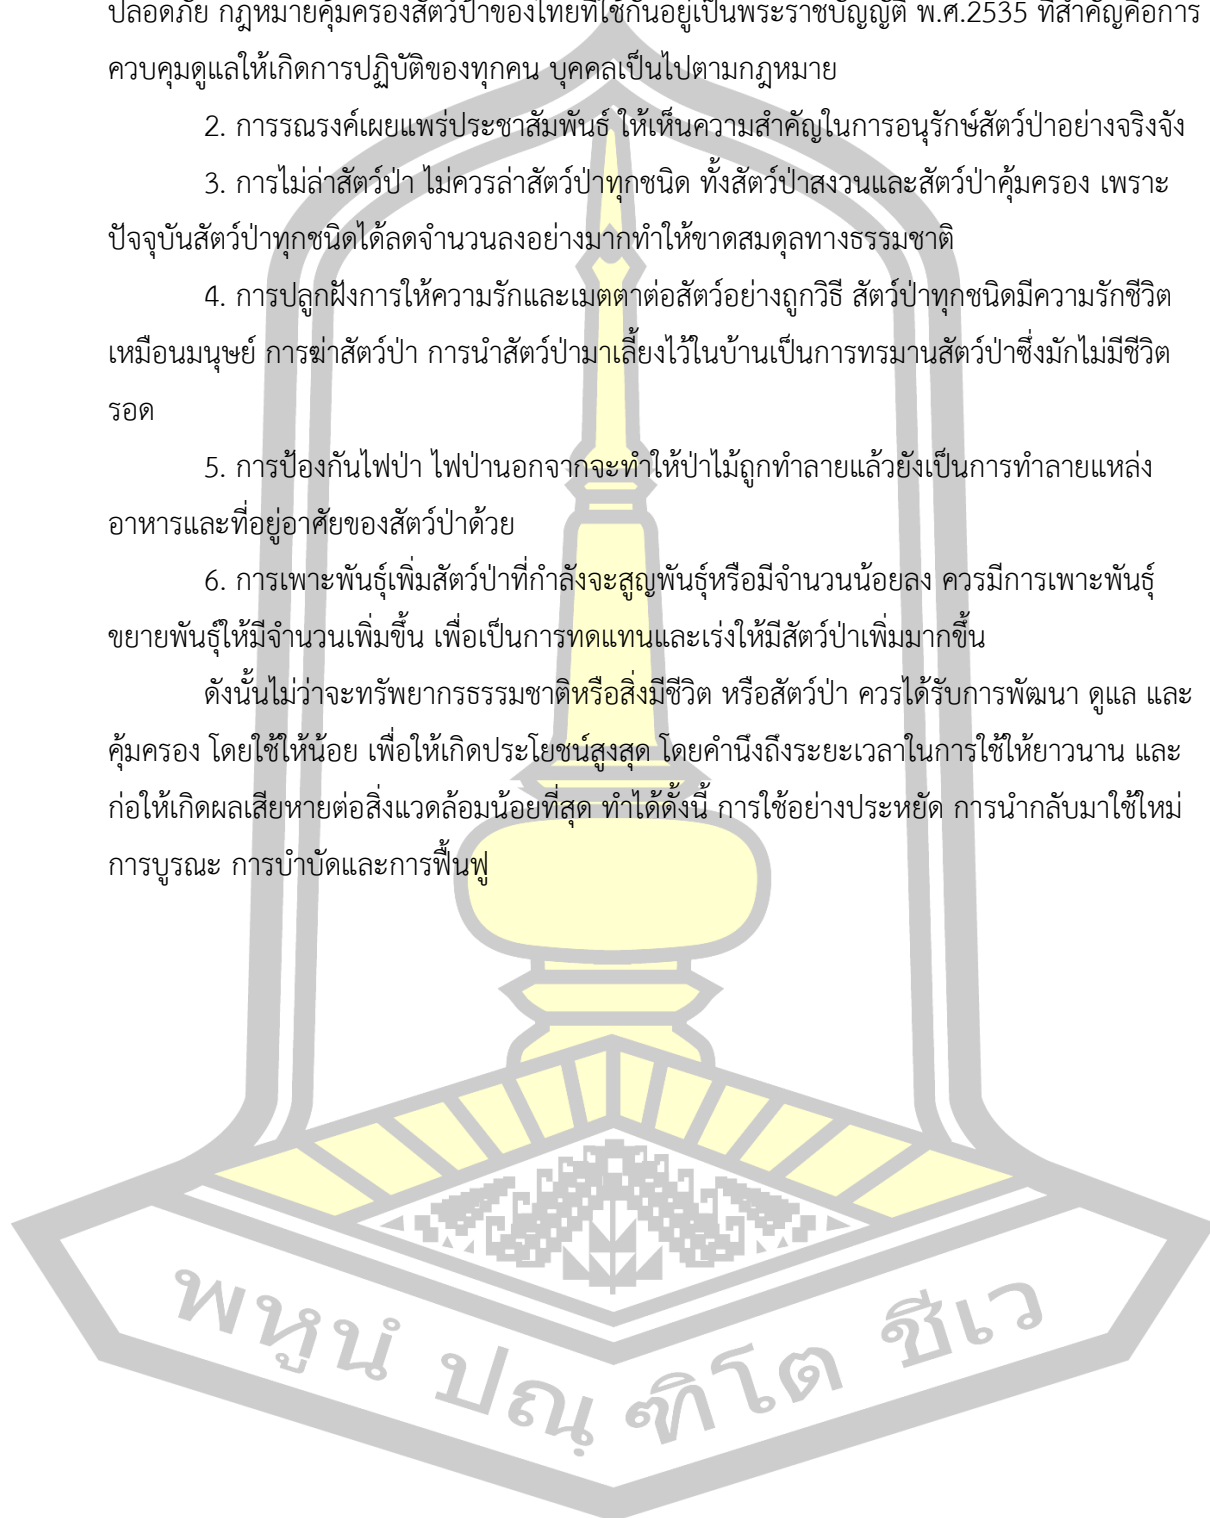 ปลอดภัย กฎหมายคุ้มครองสัตว์ป่าของไทยที่ใช้กันอยู่เป็นพระราชบัญญัติ พ.ศ.2535 ที่สำคัญคือการ
ควบคุมดูแลให้เกิดการปฏิบัติของทุกคน บุคคลเป็นไปตามกฎหมาย
2. การรณรงค์เผยแพร่ประชาสัมพันธ์ ให้เห็นความสำคัญในการอนุรักษ์สัตว์ป่าอย่างจริงจัง
3. การไม่ล่าสัตว์ป่า ไม่ควรล่าสัตว์ป่าทุกชนิด ทั้งสัตว์ป่าสงวนและสัตว์ป่าคุ้มครอง เพราะ
ปัจจุบันสัตว์ป่าทุกชนิดได้ลดจำนวนลงอย่างมากทำให้ขาดสมดุลทางธรรมชาติ
4. การปลูกฝังการให้ความรักและเมตตาต่อสัตว์อย่างถูกวิธี สัตว์ป่าทุกชนิดมีความรักชีวิต
เหมือนมนุษย์ การฆ่าสัตว์ป่า การนำสัตว์ป่ามาเลี้ยงไว้ในบ้านเป็นการทรมานสัตว์ป่าซึ่งมักไม่มีชีวิต
รอด
5. การป้องกันไฟป่า ไฟป่านอกจากจะทำให้ป่าไม้ถูกทำลายแล้วยังเป็นการทำลายแหล่ง
อาหารและที่อยู่อาศัยของสัตว์ป่าด้วย
6. การเพาะพันธุ์เพิ่มสัตว์ป่าที่กำลังจะสูญพันธุ์หรือมีจำนวนน้อยลง ควรมีการเพาะพันธุ์
ขยายพันธุ์ให้มีจำนวนเพิ่มขึ้น เพื่อเป็นการทดแทนและเร่งให้มีสัตว์ป่าเพิ่มมากขึ้น
ดังนั้นไม่ว่าจะทรัพยากรธรรมชาติหรือสิ่งมีชีวิต หรือสัตว์ป่า ควรได้รับการพัฒนา ดูแล และ
คุ้มครอง โดยใช้ให้น้อย เพื่อให้เกิดประโยชน์สูงสุด โดยคำนึงถึงระยะเวลาในการใช้ให้ยาวนาน และ
ก่อให้เกิดผลเสียหายต่อสิ่งแวดล้อมน้อยที่สุด ทำได้ดั้งนี้ การใช้อย่างประหยัด การนำกลับมาใช้ใหม่
การบูรณะ การบำบัดและการฟื้นฟู
พหูนํ ปณฺฑิโต ชีเว